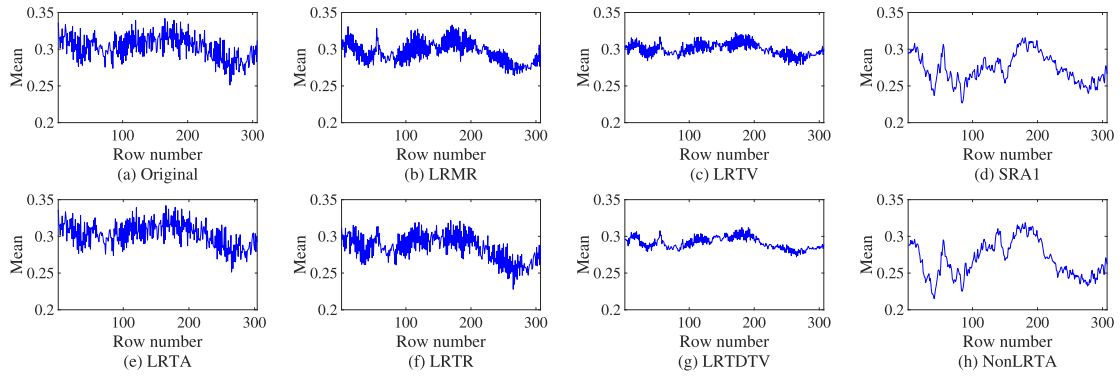 0.35
0.3
0.25
0.2
Mean
100
200
300
Row number
(a) Original
0.35
0.3
0.25
0.2
Mean
100
200
300
Row number
(b) LRMR
0.35
0.3
0.25
0.2
Mean
100
200
300
Row number
(c) LRTV
0.35
0.3
0.25
0.2
Mean
100
200
300
Row number
(d) SRA1
0.35
0.3
0.25
0.2
Mean
100
200
300
Row number
(e) LRTA
0.35
0.3
0.25
0.2
Mean
100
200
300
Row number
(f) LRTR
0.35
0.3
0.25
0.2
Mean
100
200
300
Row number
(g) LRTDTV
0.35
0.3
0.25
0.2
Mean
100
200
300
Row number
(h) NonLRTA